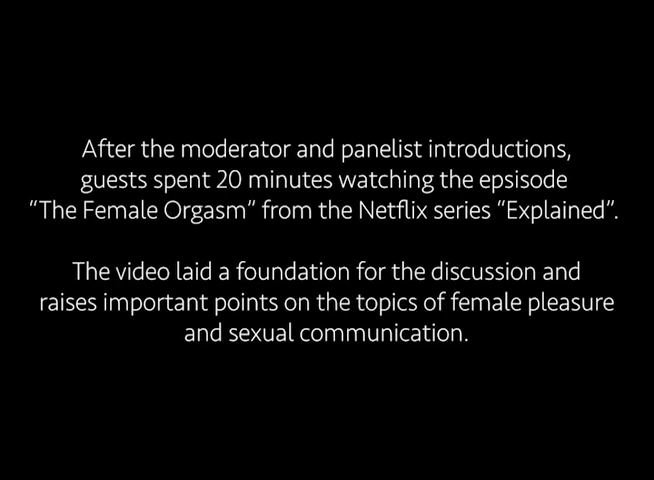 After the moderator and panelist introductions,
guests spent 20 minutes watching the epsisode
“The Female Orgasm” from the Netflix series “Explained”.
The video laid a foundation for the discussion and
raises important points on the topics of female pleasure
and sexual communication.